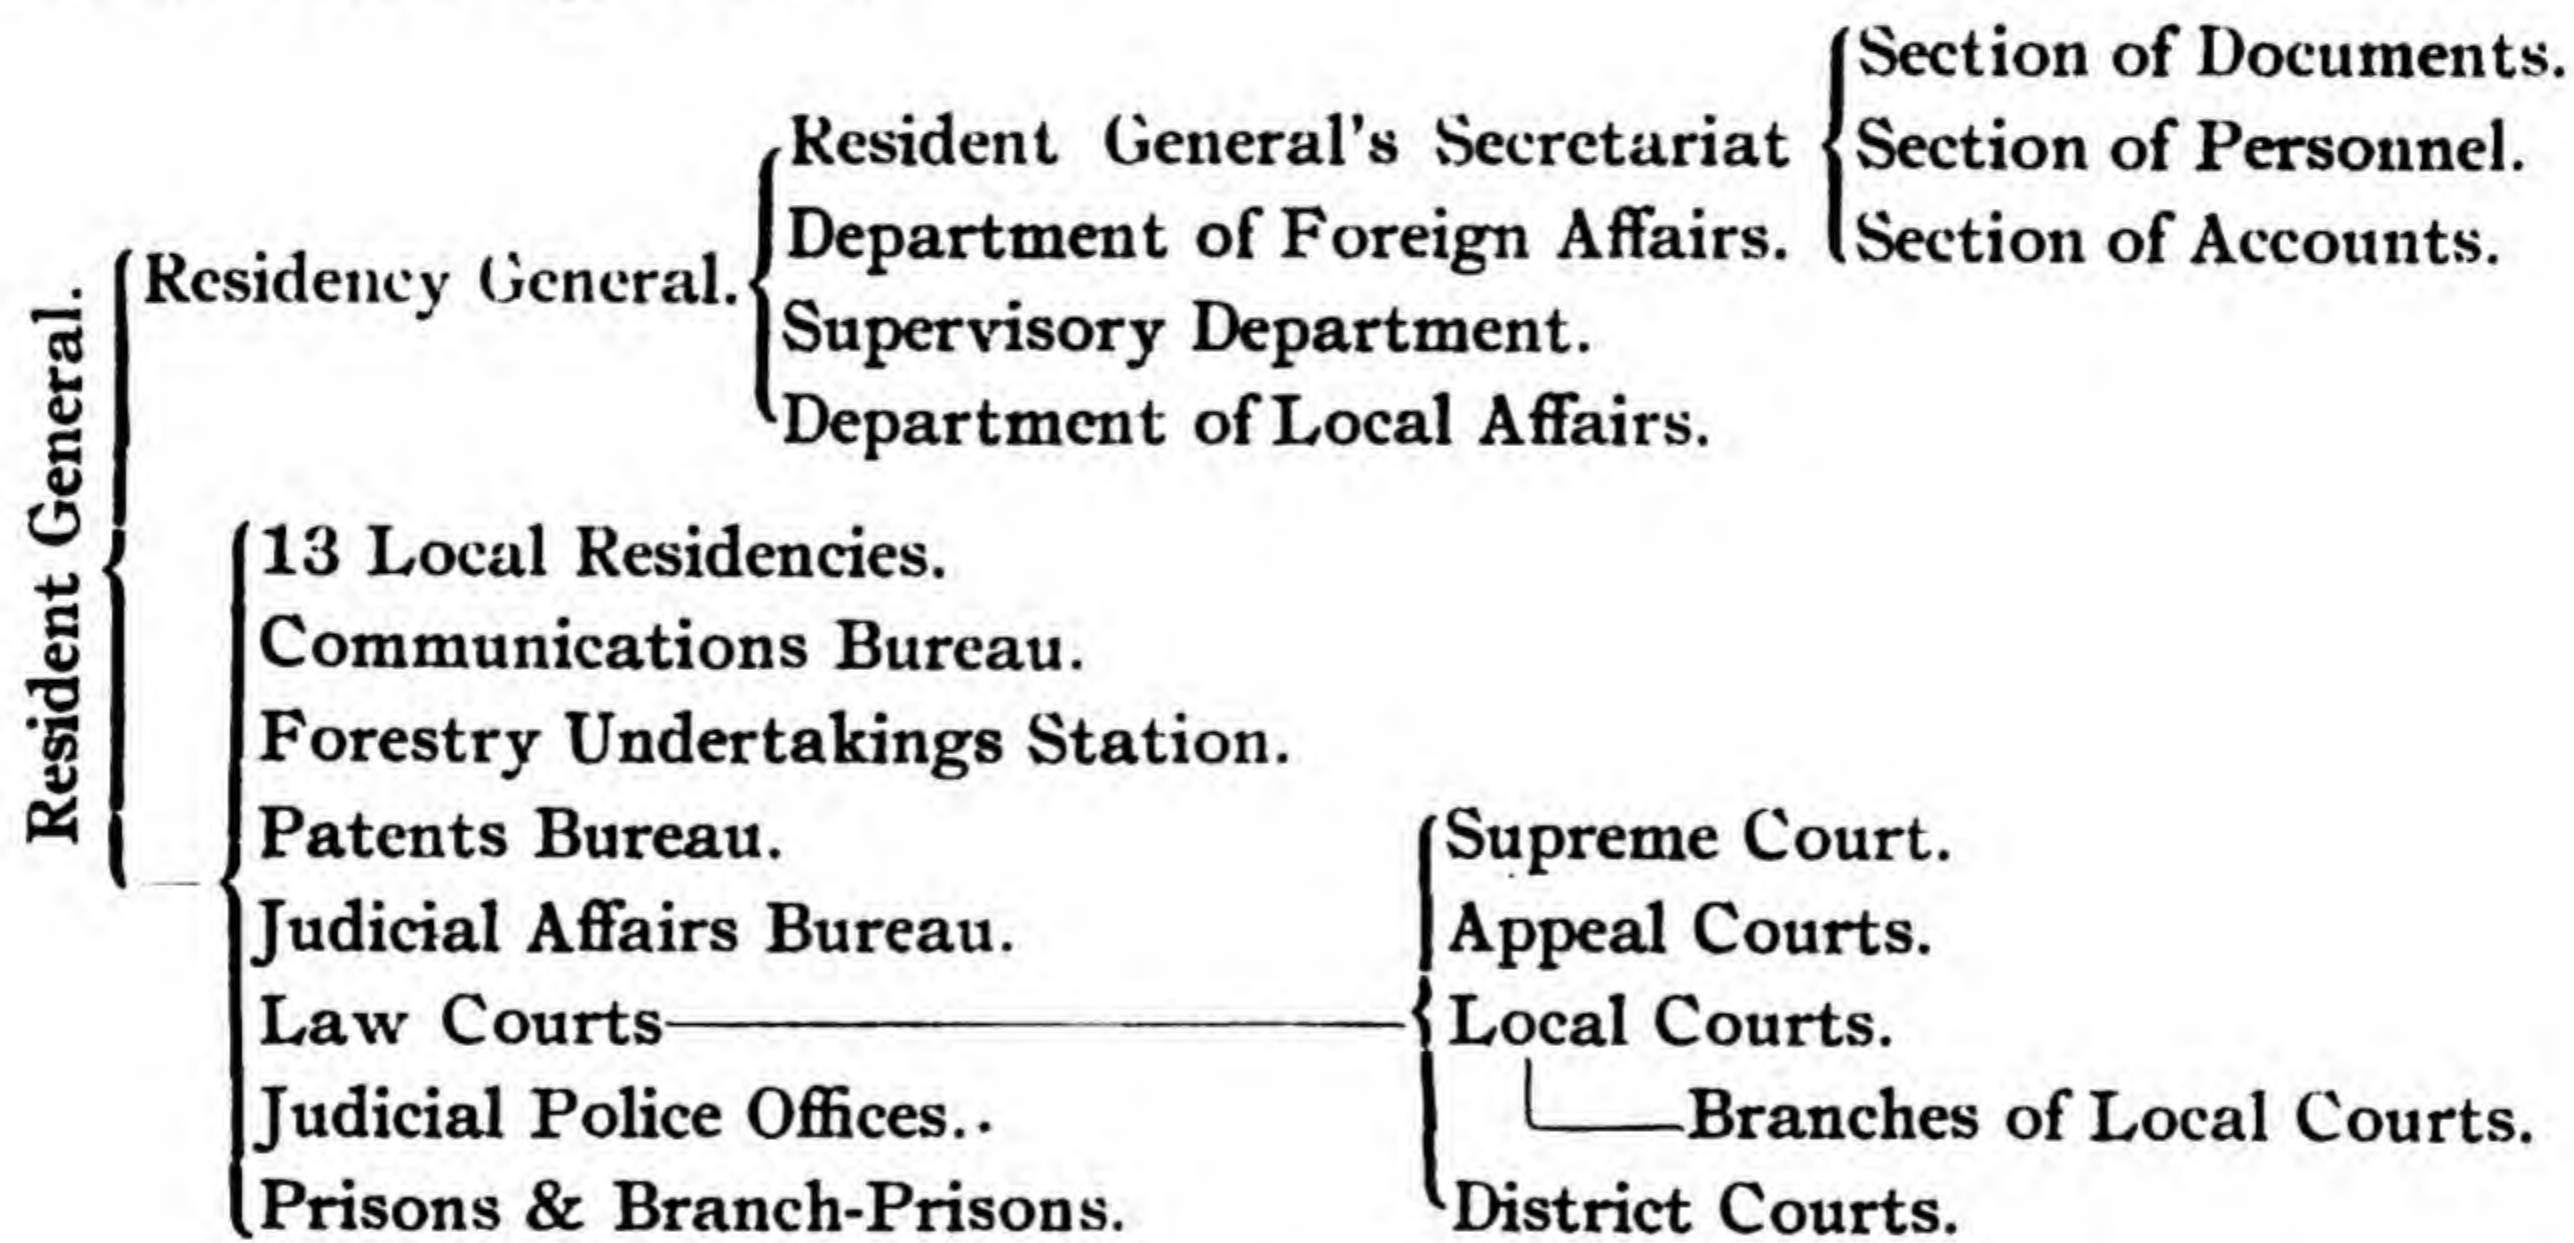 Resident General.
Residency General.
Resident General's Secretariat
Department of Foreign Affairs.
Supervisory Department.
Department of Local Affairs.
Section of Documents.
Section of Personnel.
Section of Accounts.
13 Local Residencies.
Communications Bureau.
Forestry Undertakings Station.
Patents Bureau.
Judicial Affairs Bureau.
Law Courts
Judicial Police Offices..
Prisons & Branch-Prisons.
Supreme Court.
Appeal Courts.
Local Courts.
Branches of Local Courts.
District Courts.